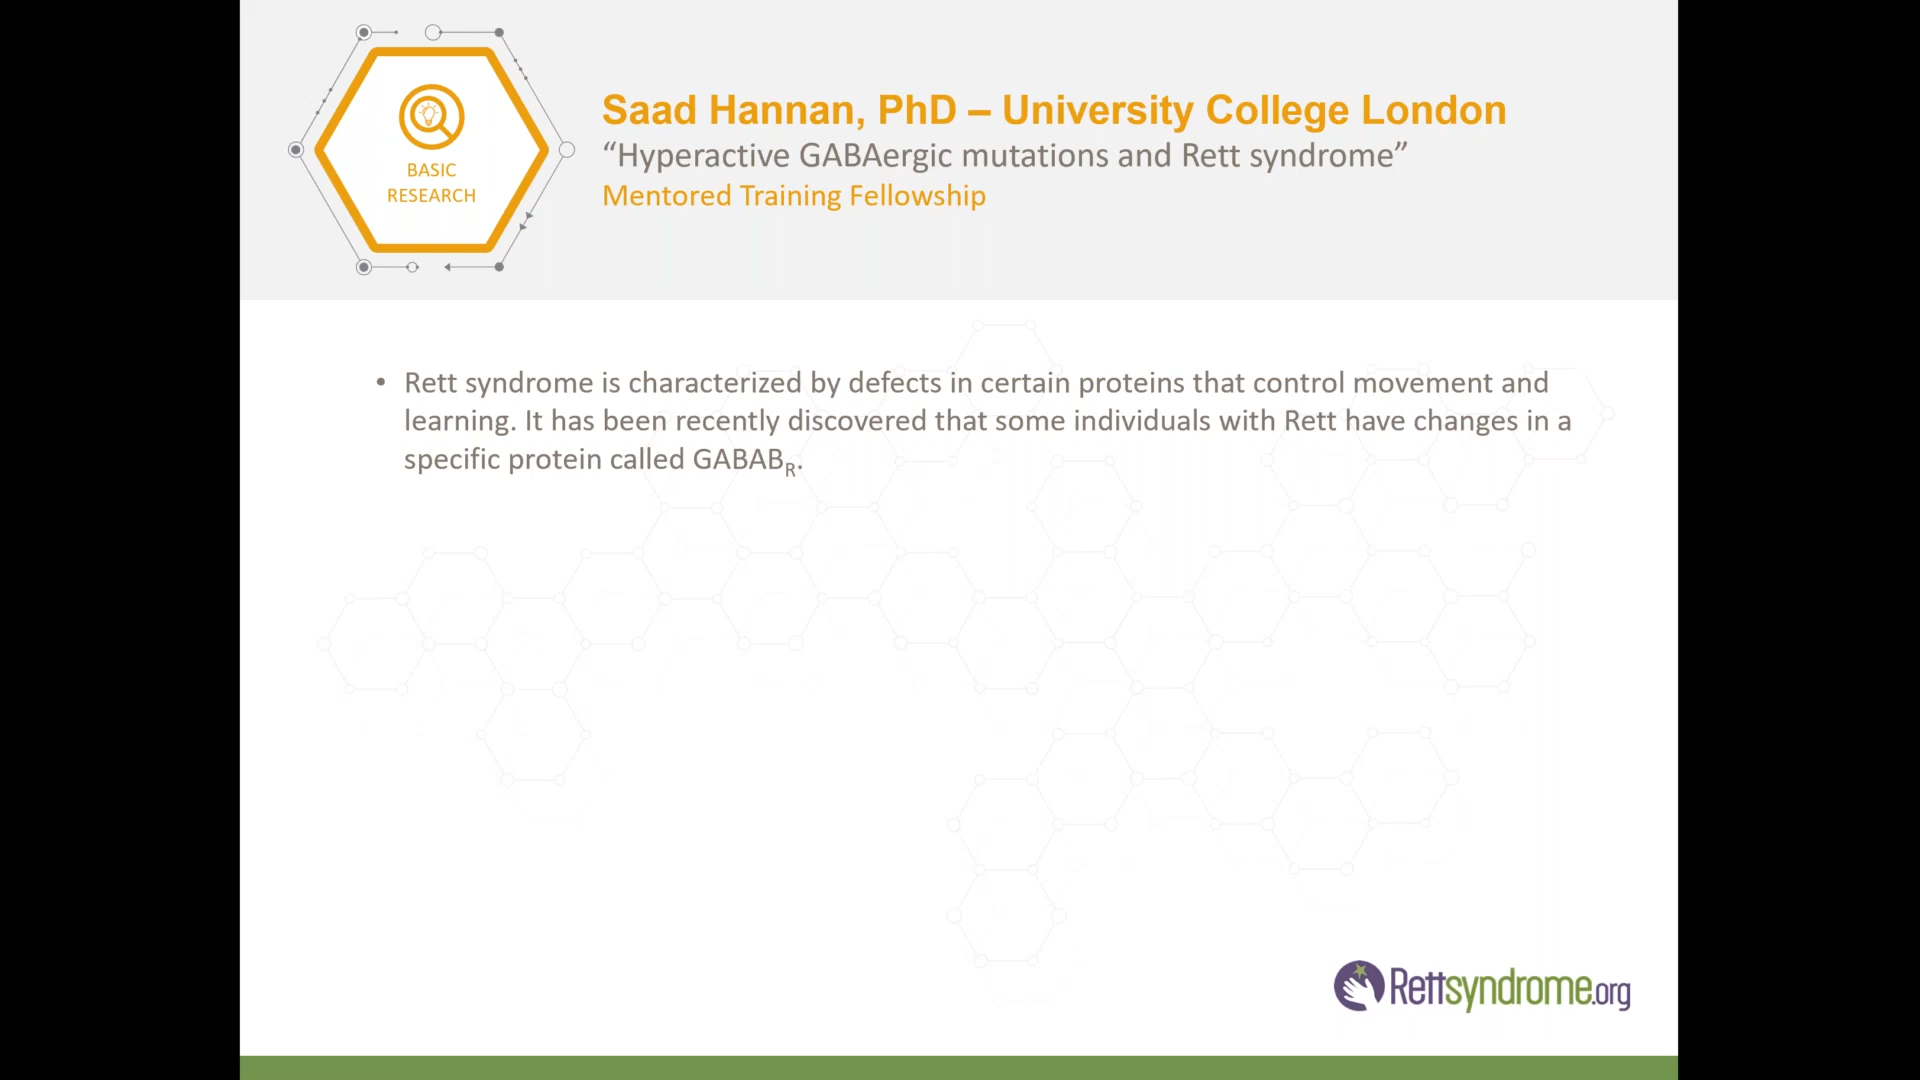 BASIC
RESEARCH
Saad Hannan, PhD – University College London
“Hyperactive GABAergic mutations and Rett syndrome”
Mentored Training Fellowship
• Rett syndrome is characterized by defects in certain proteins that control movement and
learning. It has been recently discovered that some individuals with Rett have changes in a
specific protein called GABABR.
Rettsyndrome.org